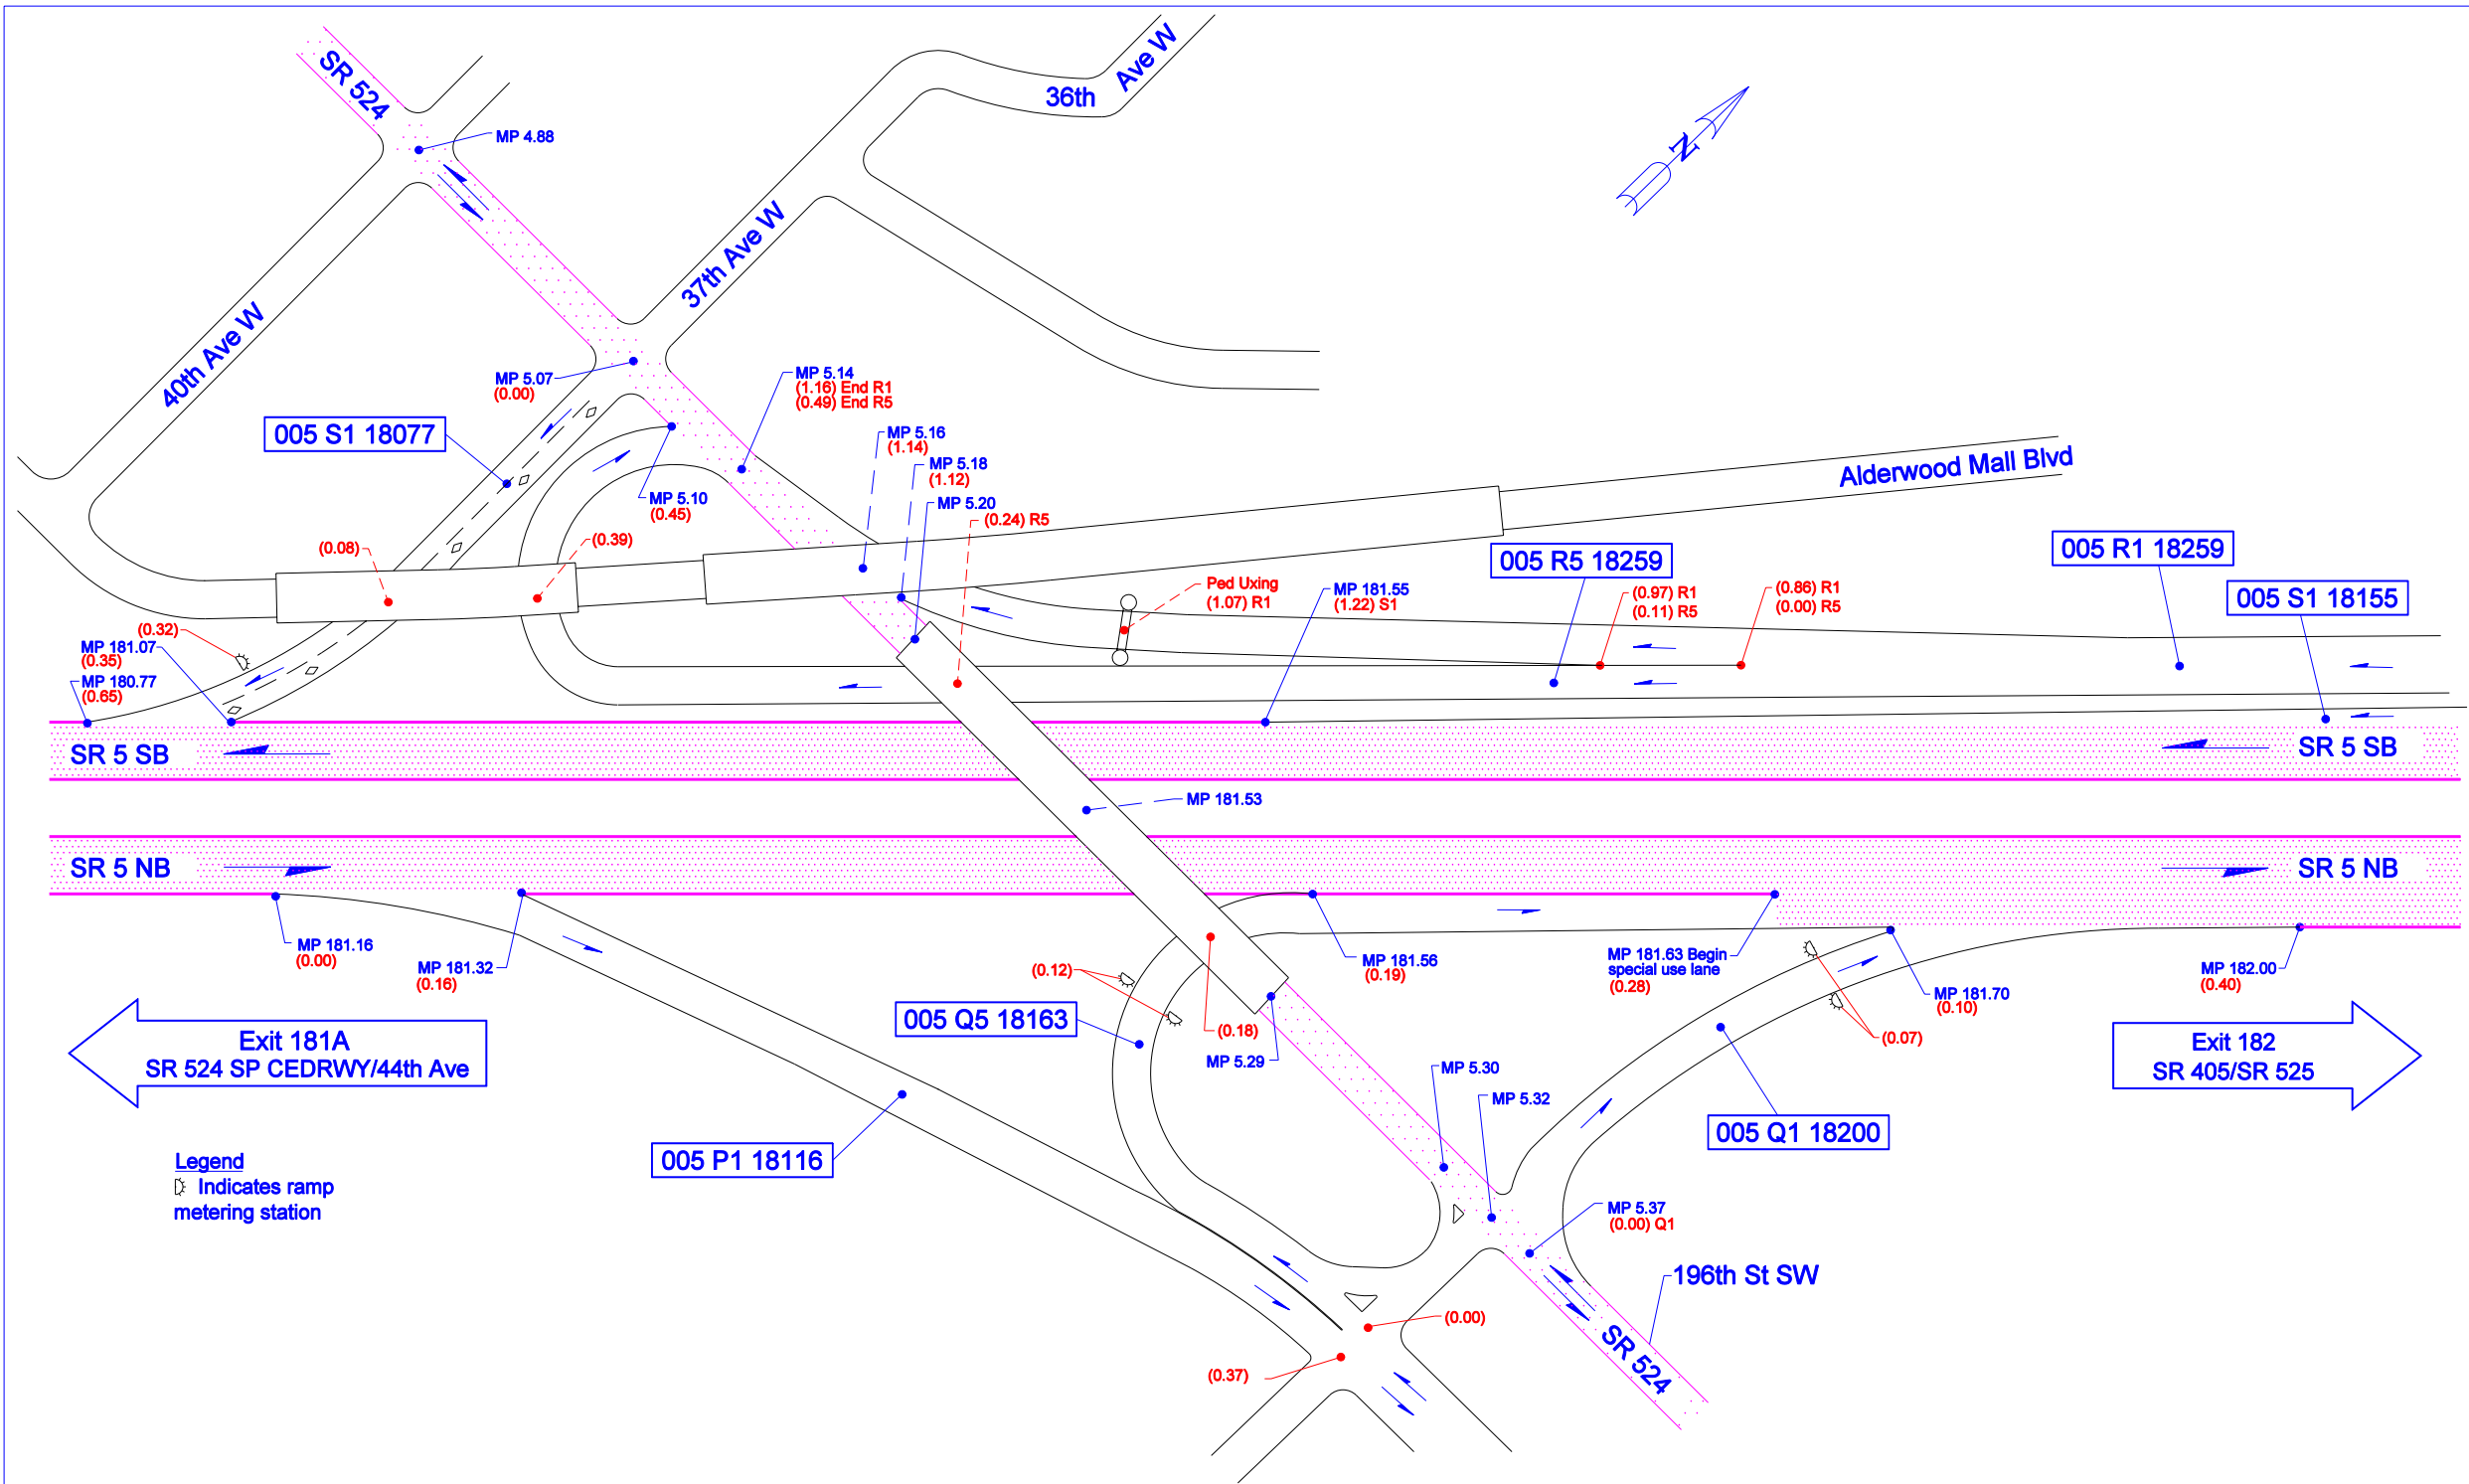 SR 524
MP 4.88
36th
Ave W
N
37th Ave W
40th Ave W
MP 5.07
(0.00)
MP 5.14
(1.16) End R1
(0.49) End R5
005 S1 18077
MP 5.16
(1.14)
MP 5.18
(1.12)
MP 5.20
(0.24) R5
MP 5.10
(0.45)
Alderwood Mall Blvd
(0.08)
(0.39)
005 R5 18259
005 R1 18259
005 S1 18155
Ped Uxing
(1.07) R1
MP 181.55
(1.22) S1
(0.97) R1
(0.11) R5
(0.86) R1
(0.00) R5
(0.32)
MP 181.07
(0.35)
MP 180.77
(0.65)
SR 5 SB
SR 5 SB
MP 181.53
SR 5 NB
SR 5 NB
MP 181.16
(0.00)
MP 181.32
(0.16)
(0.12)
MP 181.56
(0.19)
MP 181.63 Begin
special use lane
(0.28)
MP 181.70
(0.10)
MP 182.00
(0.40)
005 Q5 18163
(0.18)
MP 5.29
(0.07)
Exit 181A
SR 524 SP CEDRWY/44th Ave
Exit 182
SR 405/SR 525
MP 5.30
MP 5.32
005 P1 18116
005 Q1 18200
Legend
Indicates ramp
metering station
MP 5.37
(0.00) Q1
196th St SW
(0.00)
(0.37)
SR 524